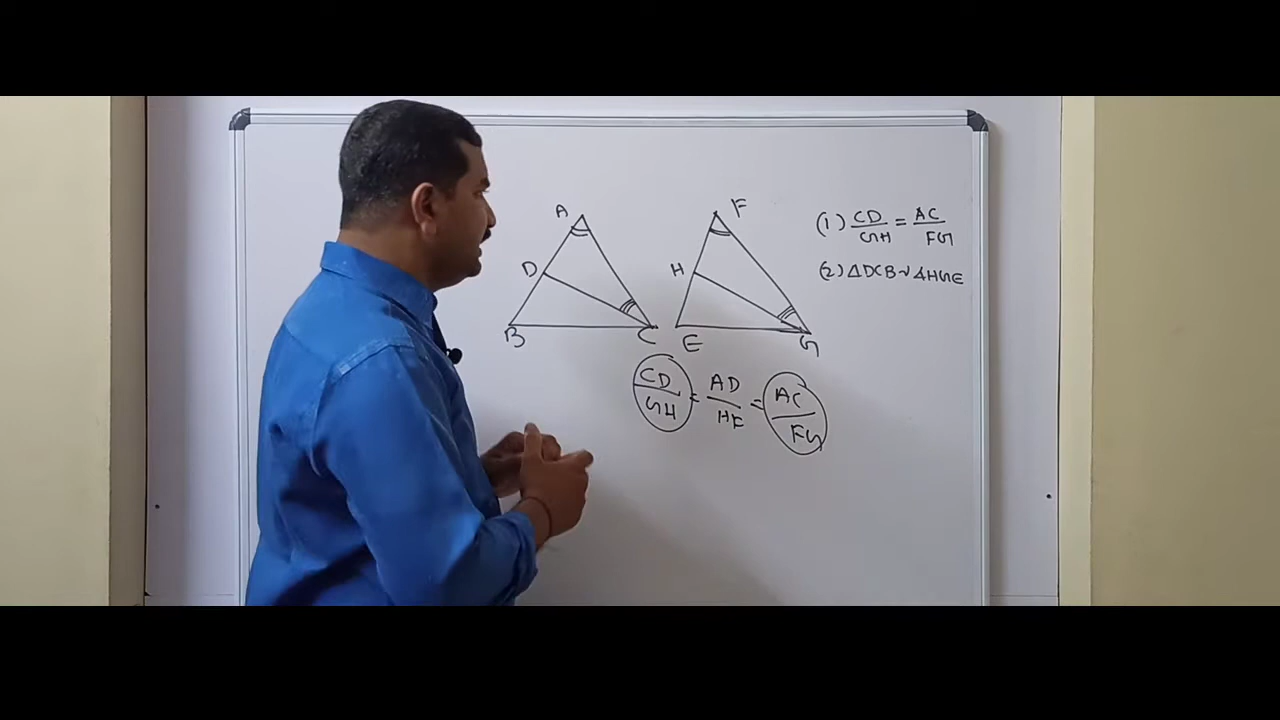 A
F
D
H
B
C
E
G
(1) CD/GH = AC/FG
(2) ΔDCB ~ ΔHGE
CD/GH = AD/HF = AC/FG